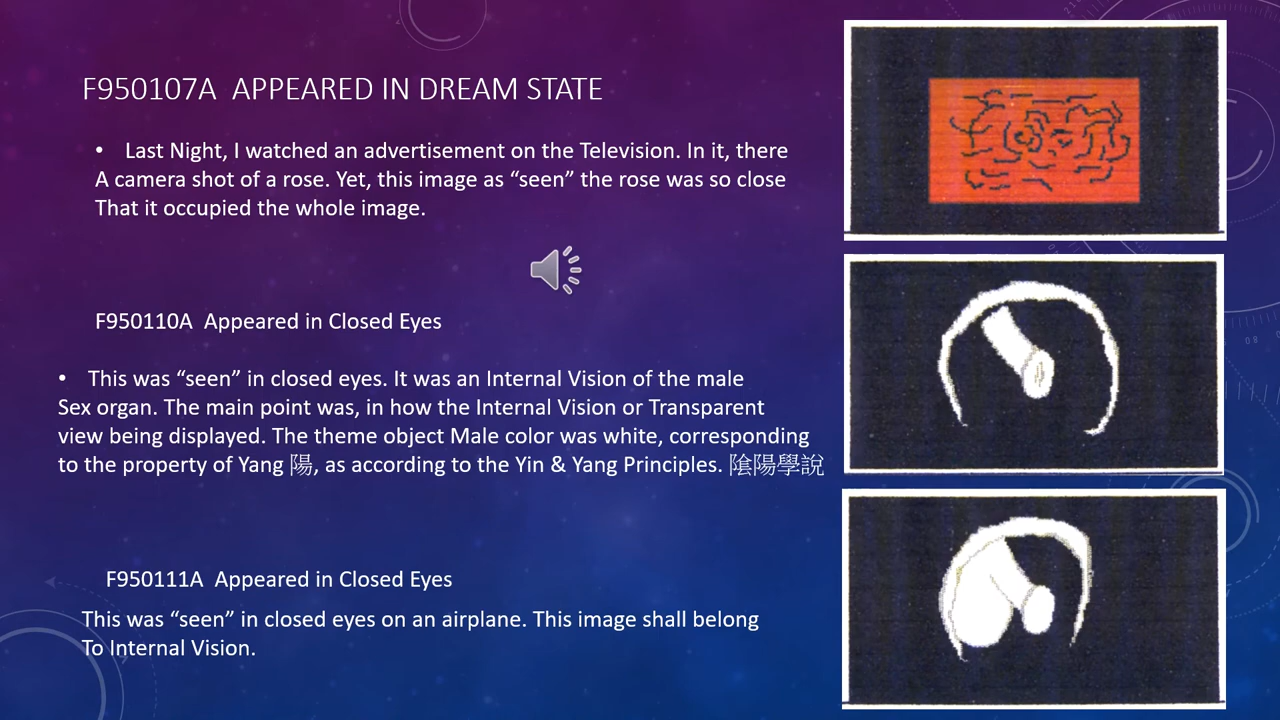 F950107A APPEARED IN DREAM STATE
• Last Night, I watched an advertisement on the Television. In it, there
A camera shot of a rose. Yet, this image as “seen” the rose was so close
That it occupied the whole image.
F950110A Appeared in Closed Eyes
• This was “seen” in closed eyes. It was an Internal Vision of the male
Sex organ. The main point was, in how the Internal Vision or Transparent
view being displayed. The theme object Male color was white, corresponding
to the property of Yang 陽, as according to the Yin & Yang Principles. 陰陽學說
F950111A Appeared in Closed Eyes
This was “seen” in closed eyes on an airplane. This image shall belong
To Internal Vision.